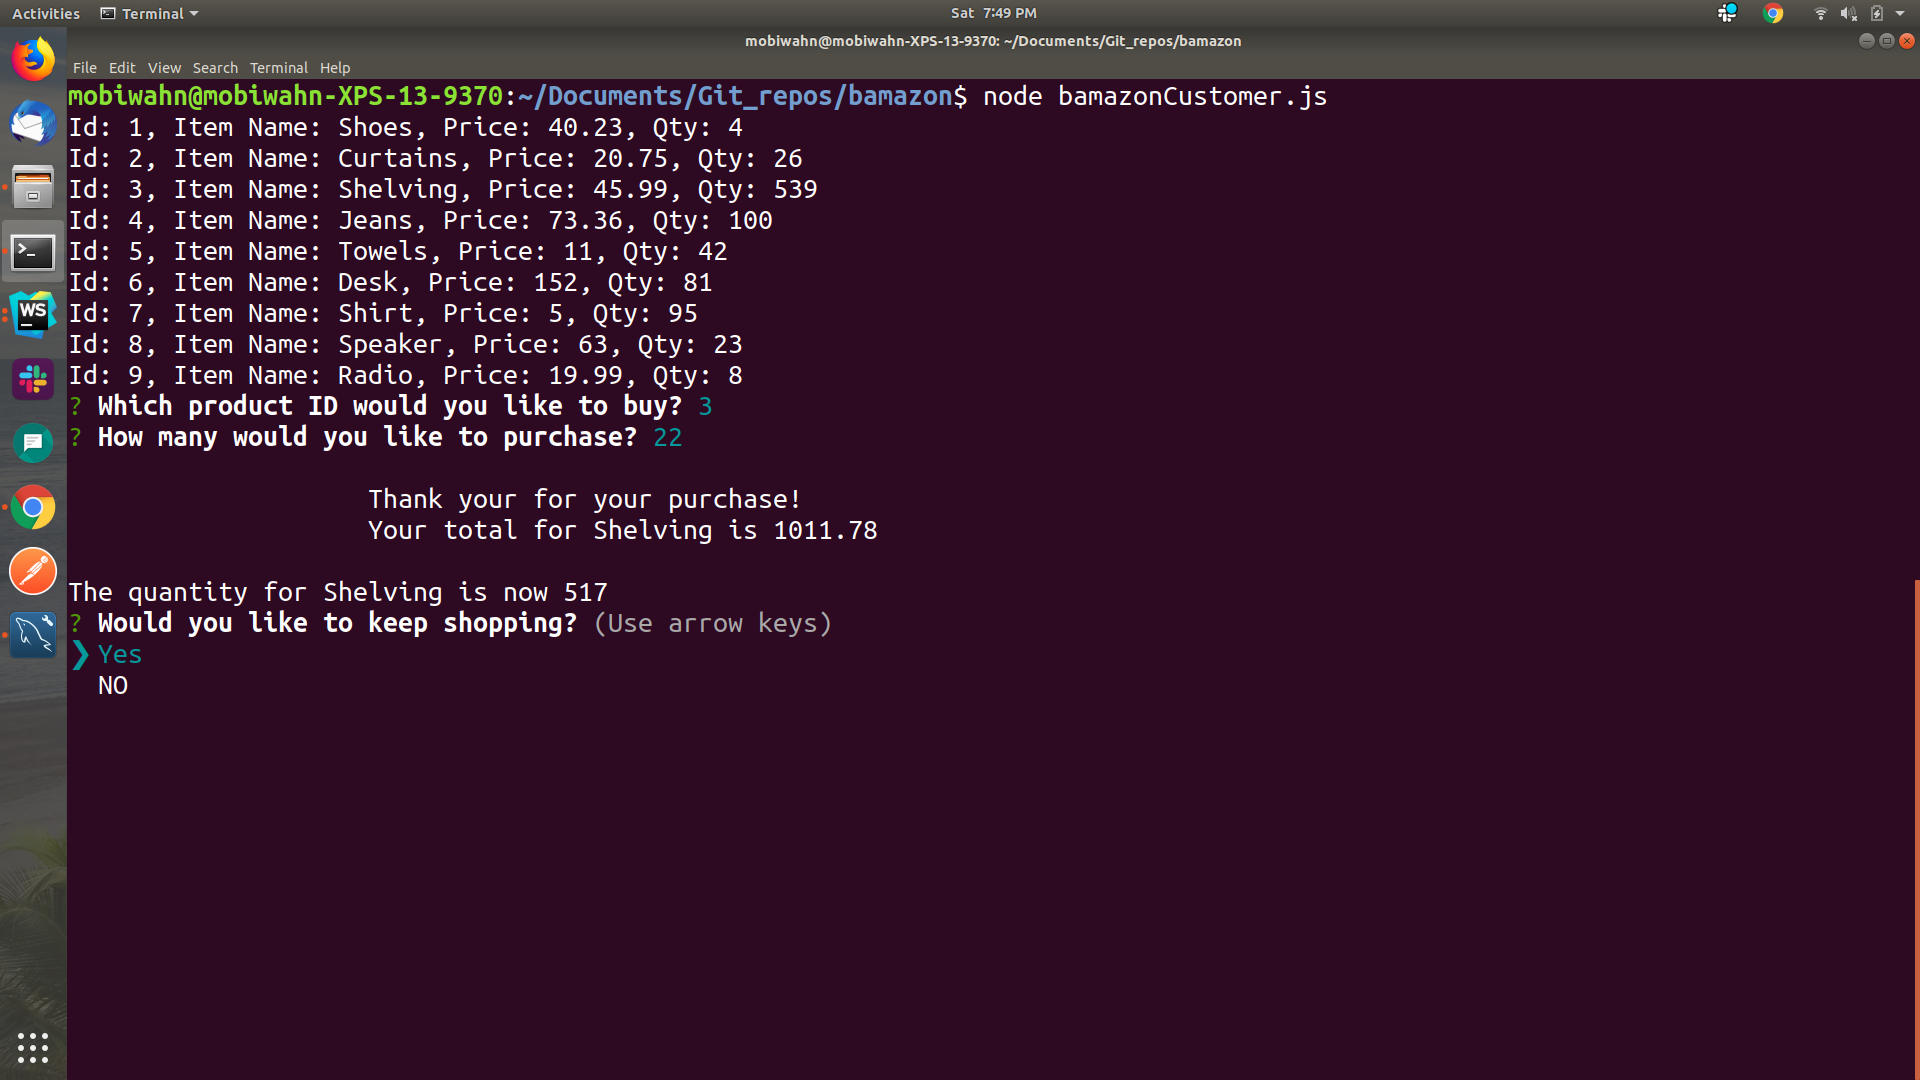 Activities Terminal Sat 7:49 PM
mobiwahn@mobiwahn-XPS-13-9370: ~/Documents/Git_repos/bamazon
File Edit View Search Terminal Help
mobiwahn@mobiwahn-XPS-13-9370:~/Documents/Git_repos/bamazon$ node bamazonCustomer.js
Id: 1, Item Name: Shoes, Price: 40.23, Qty: 4
Id: 2, Item Name: Curtains, Price: 20.75, Qty: 26
Id: 3, Item Name: Shelving, Price: 45.99, Qty: 539
Id: 4, Item Name: Jeans, Price: 73.36, Qty: 100
Id: 5, Item Name: Towels, Price: 11, Qty: 42
Id: 6, Item Name: Desk, Price: 152, Qty: 81
Id: 7, Item Name: Shirt, Price: 5, Qty: 95
Id: 8, Item Name: Speaker, Price: 63, Qty: 23
Id: 9, Item Name: Radio, Price: 19.99, Qty: 8
? Which product ID would you like to buy? 3
? How many would you like to purchase? 22
Thank your for your purchase!
Your total for Shelving is 1011.78
The quantity for Shelving is now 517
? Would you like to keep shopping? (Use arrow keys)
❯ Yes
NO
WS